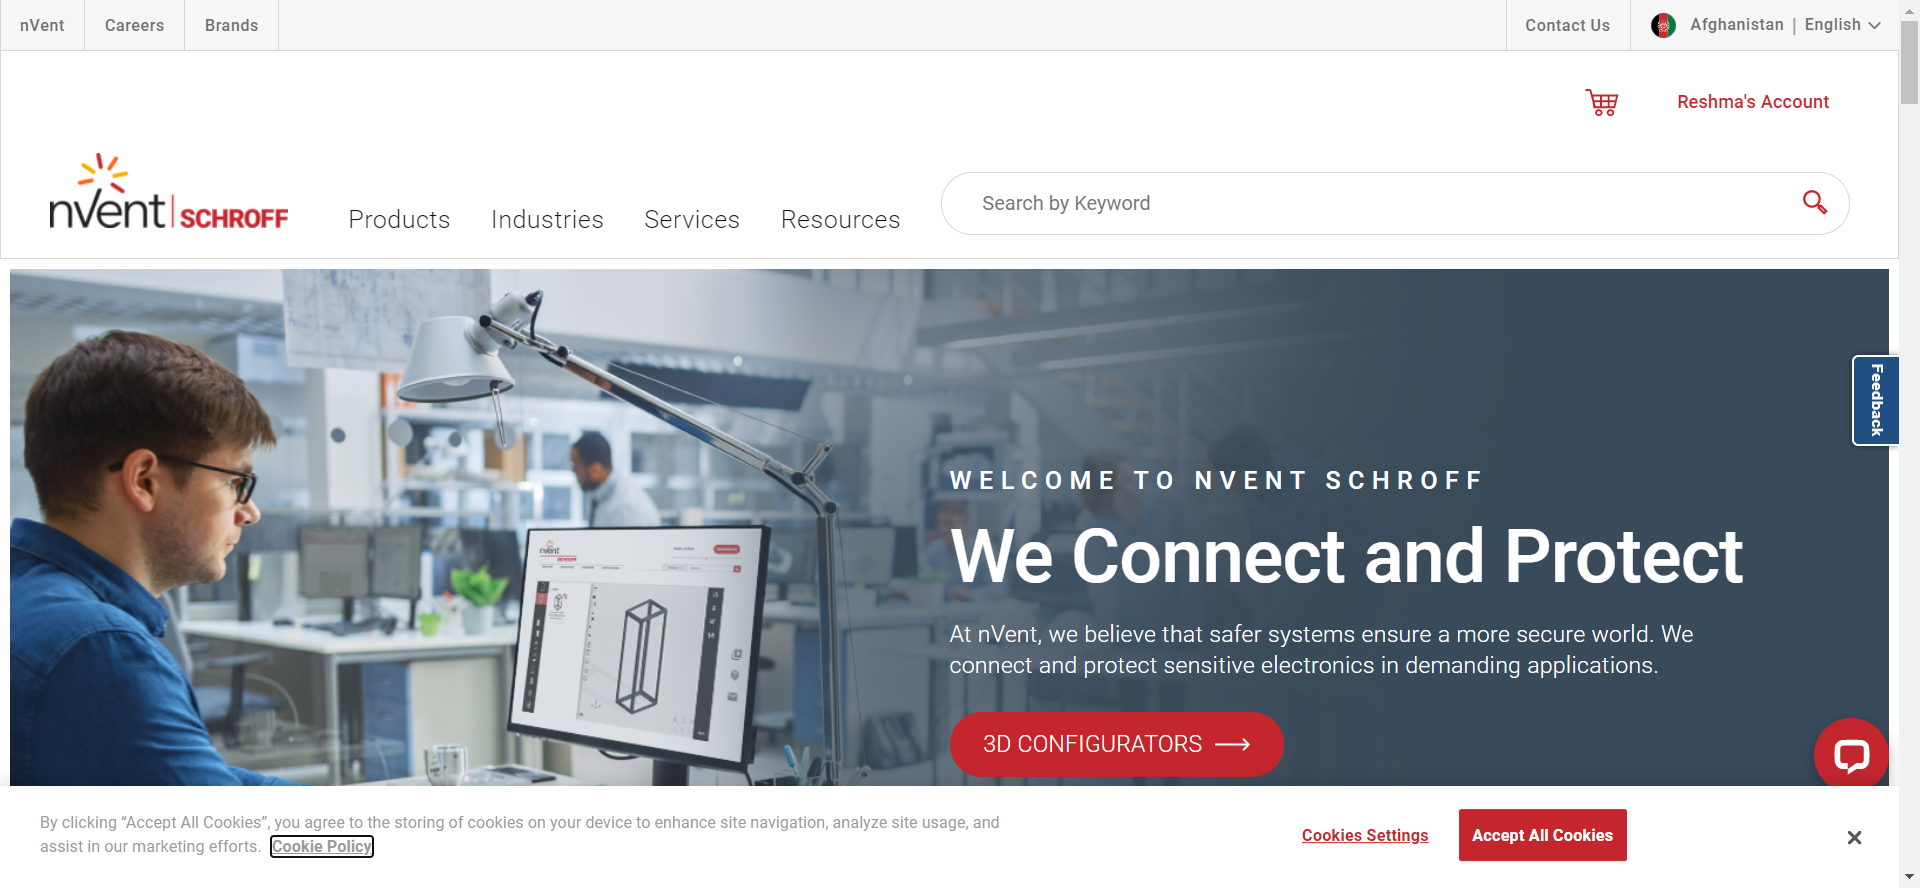 nVent
Careers
Brands
Contact Us
Afghanistan | English
Reshma's Account
nVent | SCHROFF
Products
Industries
Services
Resources
Search by Keyword
Feedback
WELCOME TO NVENT SCHROFF
We Connect and Protect
At nVent, we believe that safer systems ensure a more secure world. We
connect and protect sensitive electronics in demanding applications.
3D CONFIGURATORS
By clicking “Accept All Cookies”, you agree to the storing of cookies on your device to enhance site navigation, analyze site usage, and
assist in our marketing efforts. Cookie Policy
Cookies Settings
Accept All Cookies